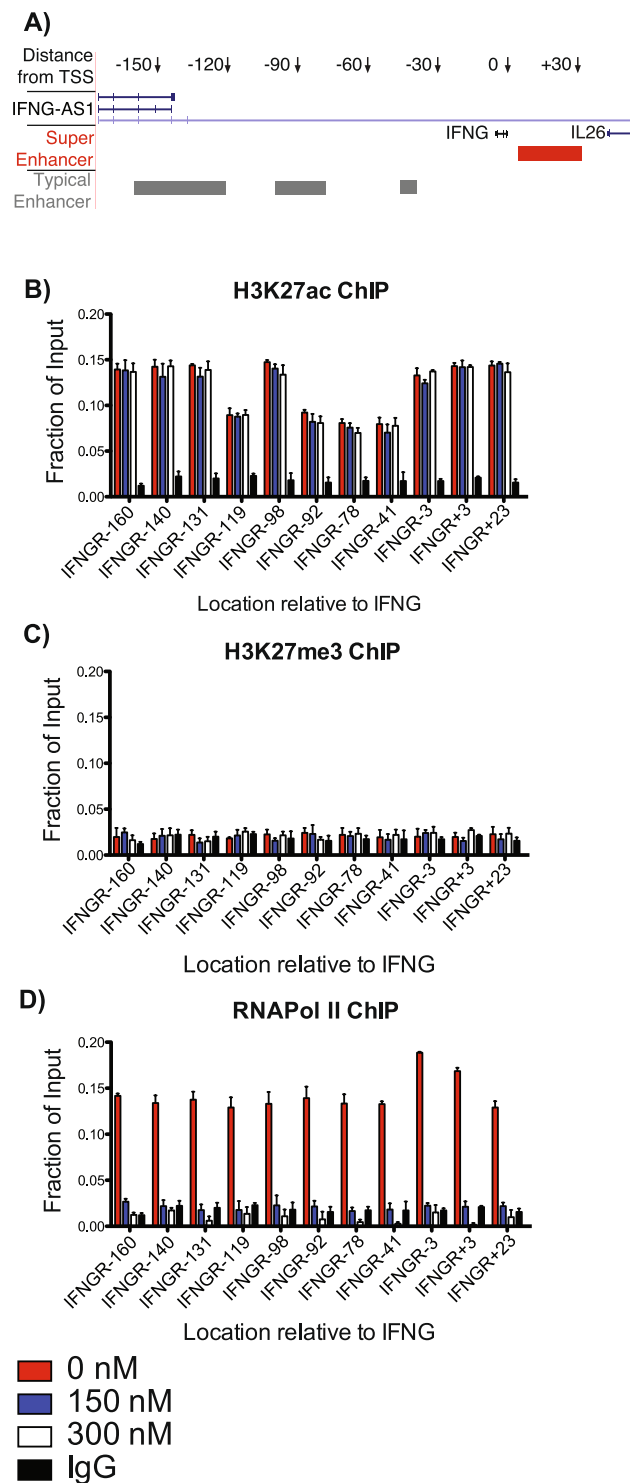 A)
Distance from TSS -150 -120 -90 -60 -30 0 +30
IFNG-AS1
IFNG IL26
Super Enhancer
Typical Enhancer
B)
H3K27ac ChIP
Fraction of Input
0.20
0.15
0.10
0.05
0.00
IFNGR-160 IFNGR-140 IFNGR-131 IFNGR-119 IFNGR-98 IFNGR-92 IFNGR-78 IFNGR-41 IFNGR-3 IFNGR+3 IFNGR+23
Location relative to IFNG
C)
H3K27me3 ChIP
Fraction of Input
0.20
0.15
0.10
0.05
0.00
IFNGR-160 IFNGR-140 IFNGR-131 IFNGR-119 IFNGR-98 IFNGR-92 IFNGR-78 IFNGR-41 IFNGR-3 IFNGR+3 IFNGR+23
Location relative to IFNG
D)
RNAPol II ChIP
Fraction of Input
0.20
0.15
0.10
0.05
0.00
IFNGR-160 IFNGR-140 IFNGR-131 IFNGR-119 IFNGR-98 IFNGR-92 IFNGR-78 IFNGR-41 IFNGR-3 IFNGR+3 IFNGR+23
Location relative to IFNG
0 nM
150 nM
300 nM
IgG